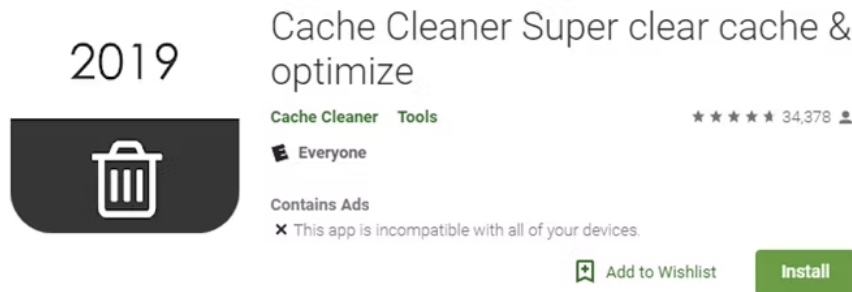 2019
Cache Cleaner Super clear cache &
optimize
Cache Cleaner Tools
34,378
E Everyone
Contains Ads
This app is incompatible with all of your devices.
Add to Wishlist
Install